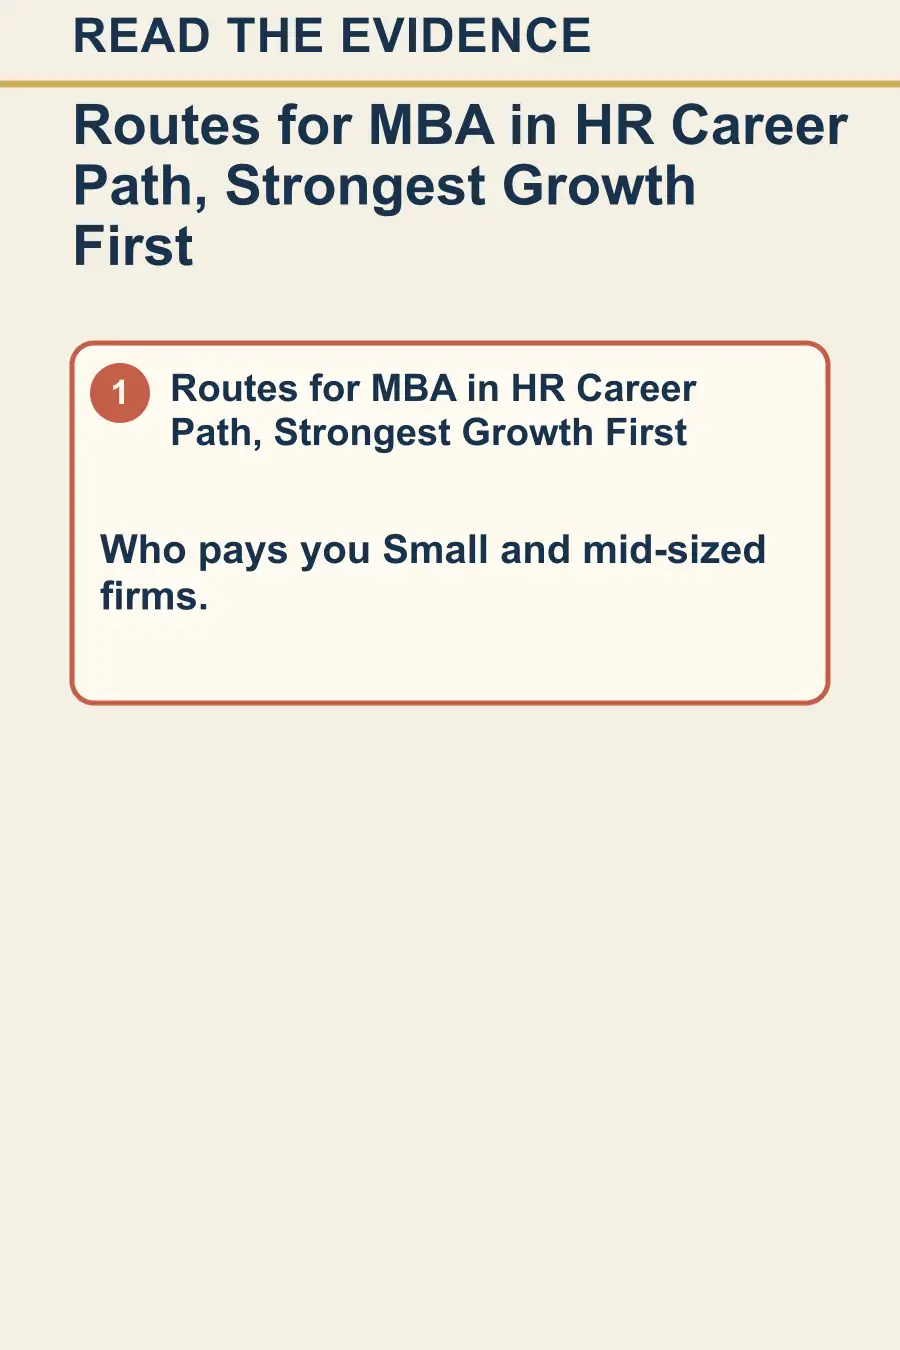 READ THE EVIDENCE
Routes for MBA in HR Career
Path, Strongest Growth
First
1
Routes for MBA in HR Career
Path, Strongest Growth First
Who pays you Small and mid-sized
firms.